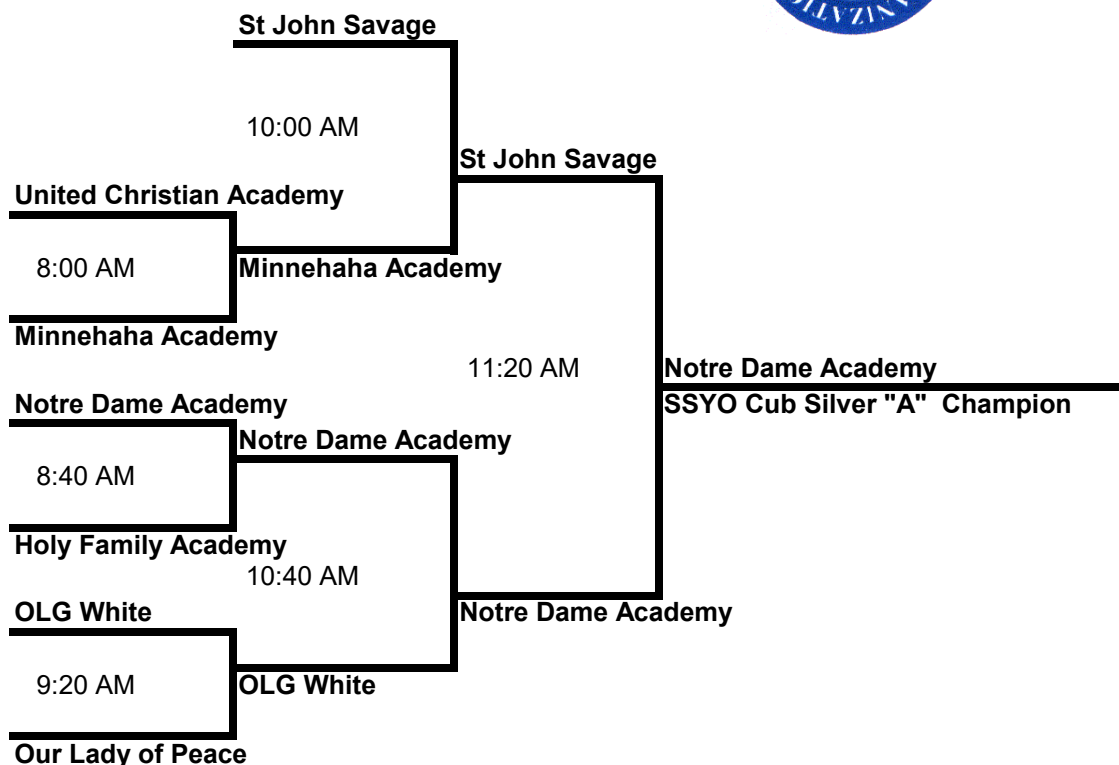 St John Savage
10:00 AM
St John Savage
United Christian Academy
8:00 AM
Minnehaha Academy
Minnehaha Academy
11:20 AM
Notre Dame Academy
Notre Dame Academy
SSYO Cub Silver "A" Champion
Notre Dame Academy
8:40 AM
Holy Family Academy
10:40 AM
OLG White
Notre Dame Academy
9:20 AM
OLG White
Our Lady of Peace